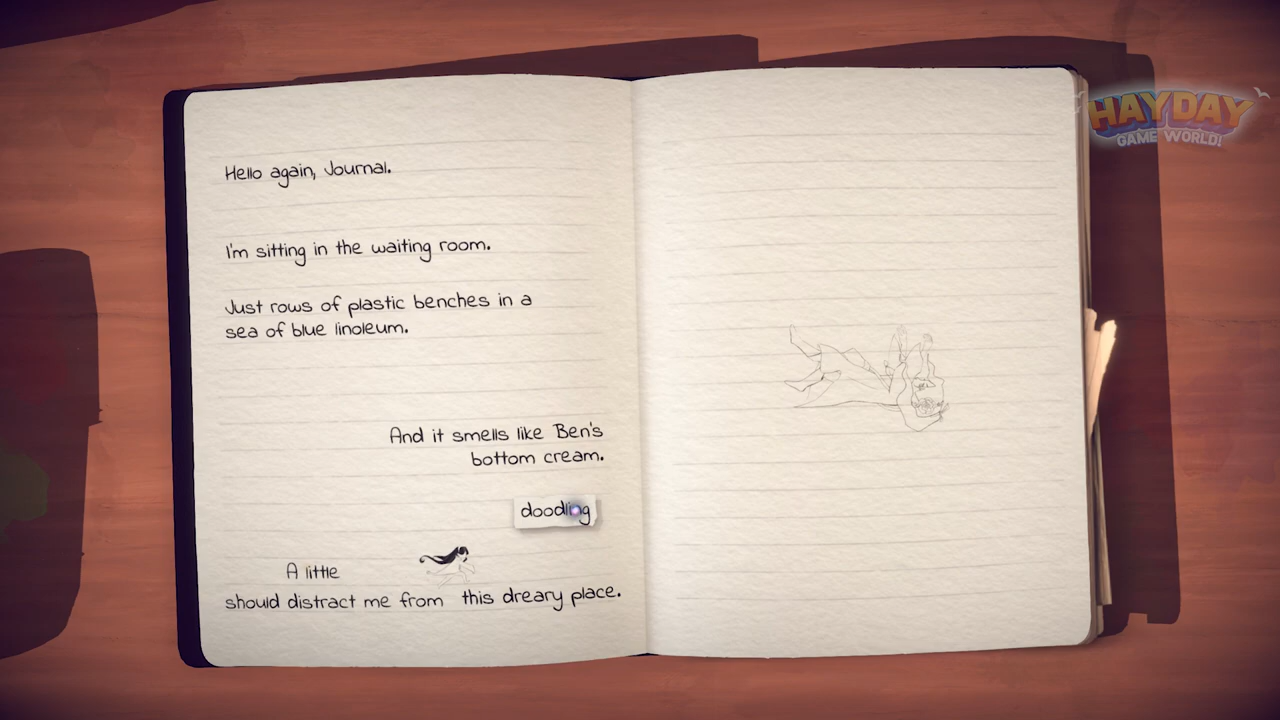 HAYDAY
GAME WORLD!
Hello again, Journal.
I'm sitting in the waiting room.
Just rows of plastic benches in a
sea of blue linoleum.
And it smells like Ben's
bottom cream.
doodling
A little
should distract me from this dreary place.